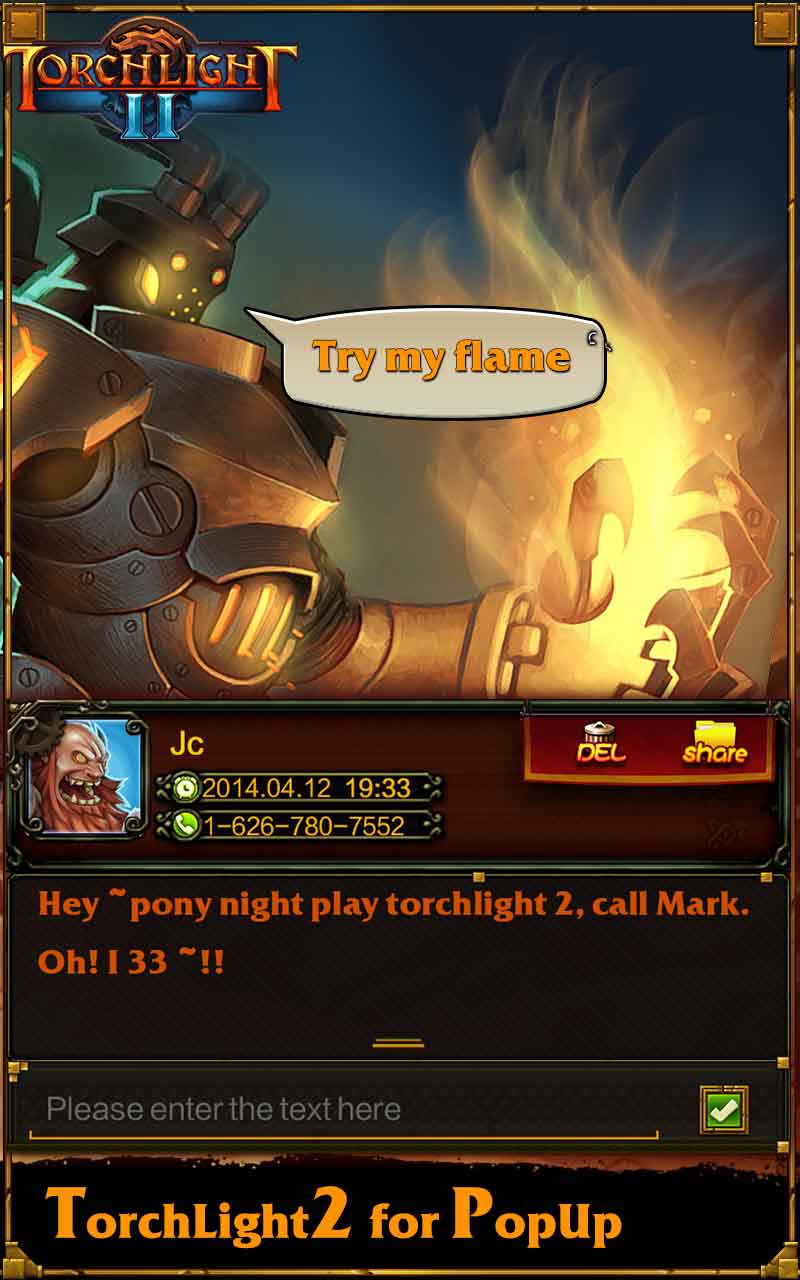 TORCHLIGHT
II
Try my flame
Jc
DEL
share
2014.04.12 19:33
1-626-780-7552
Hey ~pony night play torchlight 2, call Mark.
Oh! I 33 ~!!
Please enter the text here
TorchLight2 for PopUp